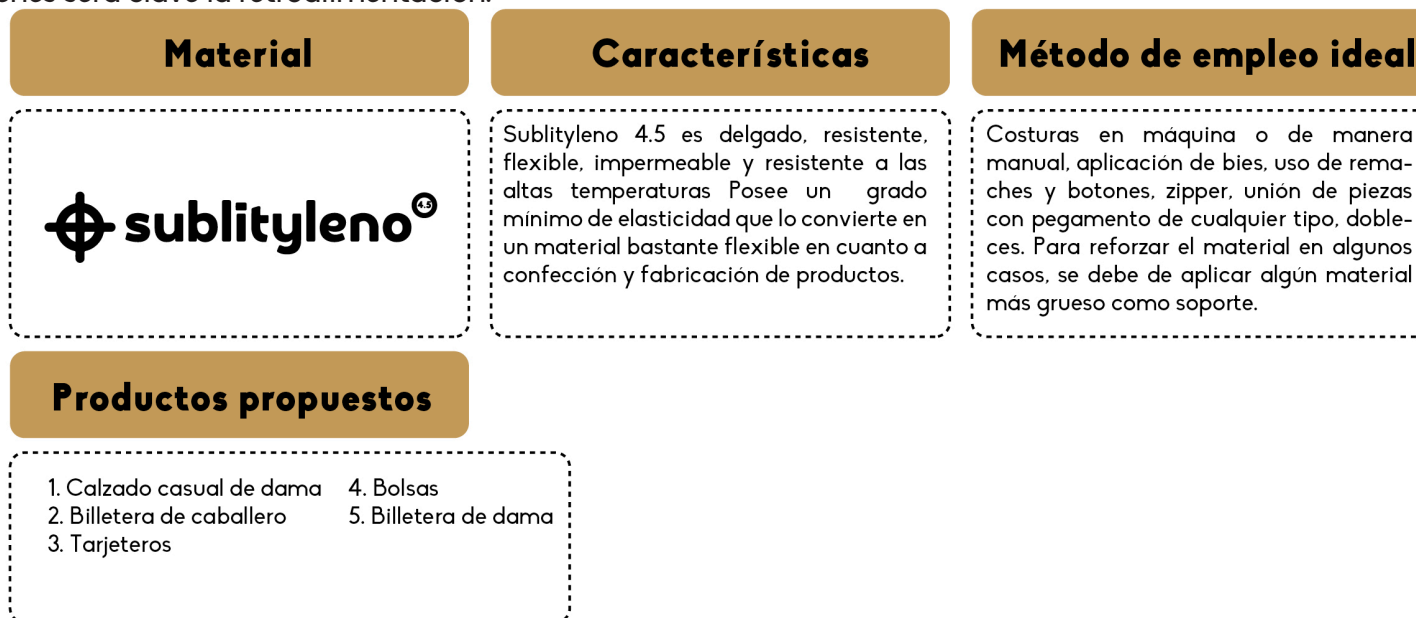 será clave la retroalimentación.
Material
Características
Método de empleo ideal
sublityleno 4.5
Sublityleno 4.5 es delgado, resistente,
flexible, impermeable y resistente a las
altas temperaturas Posee un grado
mínimo de elasticidad que lo convierte en
un material bastante flexible en cuanto a
confección y fabricación de productos.
Costuras en máquina o de manera
manual, aplicación de bies, uso de rema-
ches y botones, zipper, unión de piezas
con pegamento de cualquier tipo, doble-
ces. Para reforzar el material en algunos
casos, se debe de aplicar algún material
más grueso como soporte.
Productos propuestos
1. Calzado casual de dama
2. Billetera de caballero
3. Tarjeteros
4. Bolsas
5. Billetera de dama